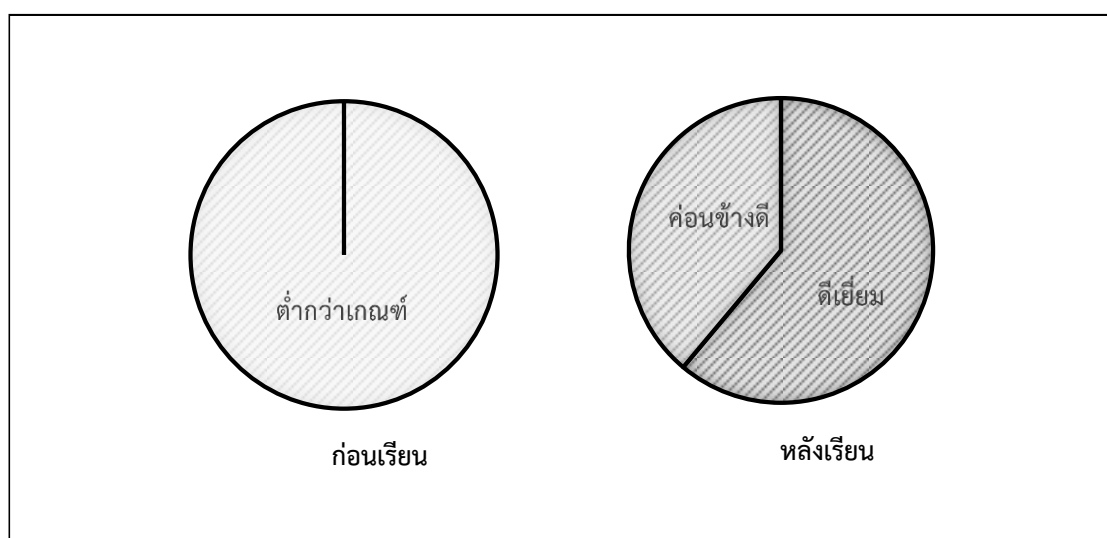 ค่อนข้างดี
ต่ำกว่าเกณฑ์
ดีเยี่ยม
ก่อนเรียน
หลังเรียน